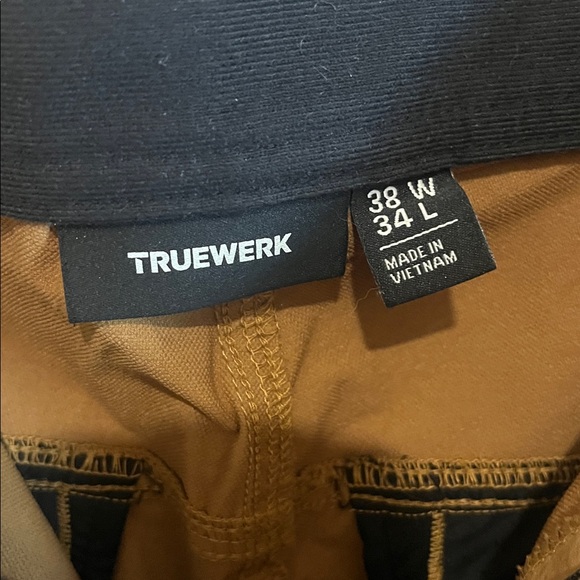 TRUEWERK
38 W
34 L
MADE IN
VIETNAM